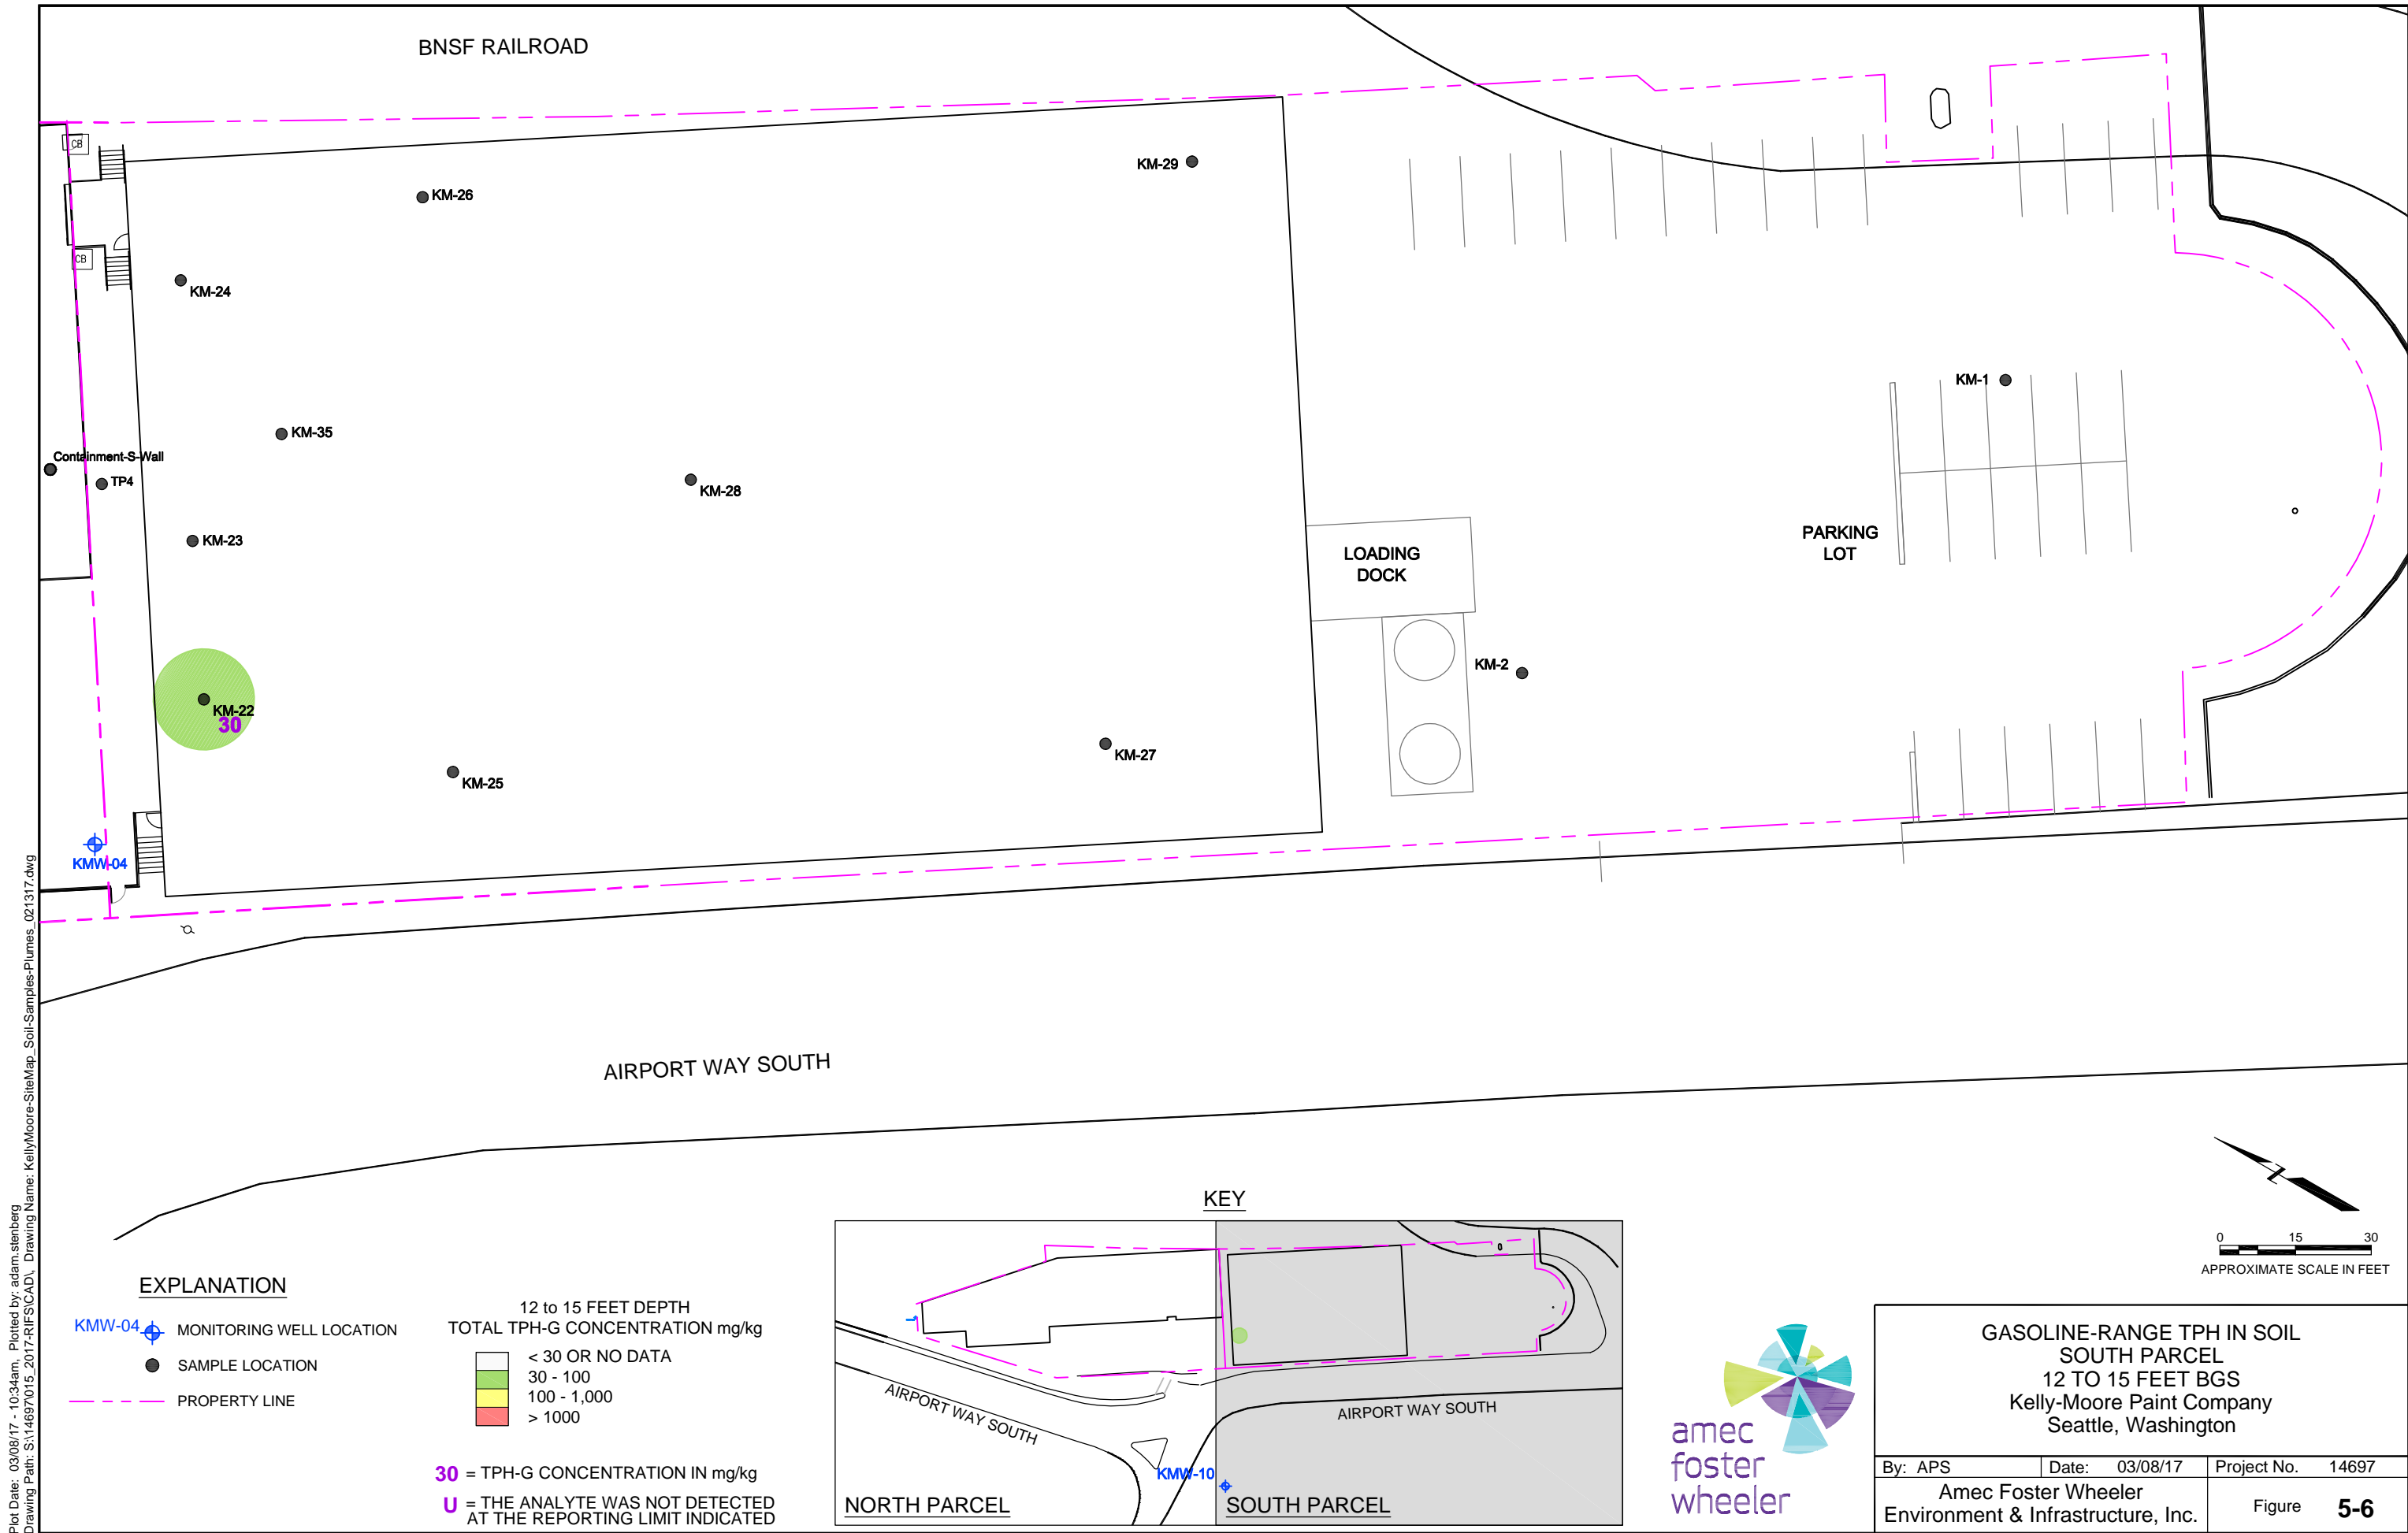 BNSF RAILROAD
CB
CB
KM-26
KM-29
KM-24
KM-35
KM-1
Containment-S-Wall
TP4
KM-28
KM-23
LOADING
DOCK
PARKING
LOT
KM-2
KM-22
30
KM-27
KM-25
KMW-04
AIRPORT WAY SOUTH
Plot Date: 03/08/17 - 10:34am, Plotted by: adam.stenberg
Drawing Path: S:\14697\015_2017-RIFS\CAD\, Drawing Name: KellyMoore-SiteMap_Soil-Samples-Plumes_021317.dwg
EXPLANATION
KMW-04 MONITORING WELL LOCATION
SAMPLE LOCATION
PROPERTY LINE
12 to 15 FEET DEPTH
TOTAL TPH-G CONCENTRATION mg/kg
< 30 OR NO DATA
30 - 100
100 - 1,000
> 1000
30 = TPH-G CONCENTRATION IN mg/kg
U = THE ANALYTE WAS NOT DETECTED
AT THE REPORTING LIMIT INDICATED
KEY
AIRPORT WAY SOUTH
AIRPORT WAY SOUTH
KMW-10
NORTH PARCEL
SOUTH PARCEL
Z
0 15 30
APPROXIMATE SCALE IN FEET
amec
foster
wheeler
GASOLINE-RANGE TPH IN SOIL
SOUTH PARCEL
12 TO 15 FEET BGS
Kelly-Moore Paint Company
Seattle, Washington
By: APS Date: 03/08/17 Project No. 14697
Amec Foster Wheeler
Environment & Infrastructure, Inc.
Figure 5-6